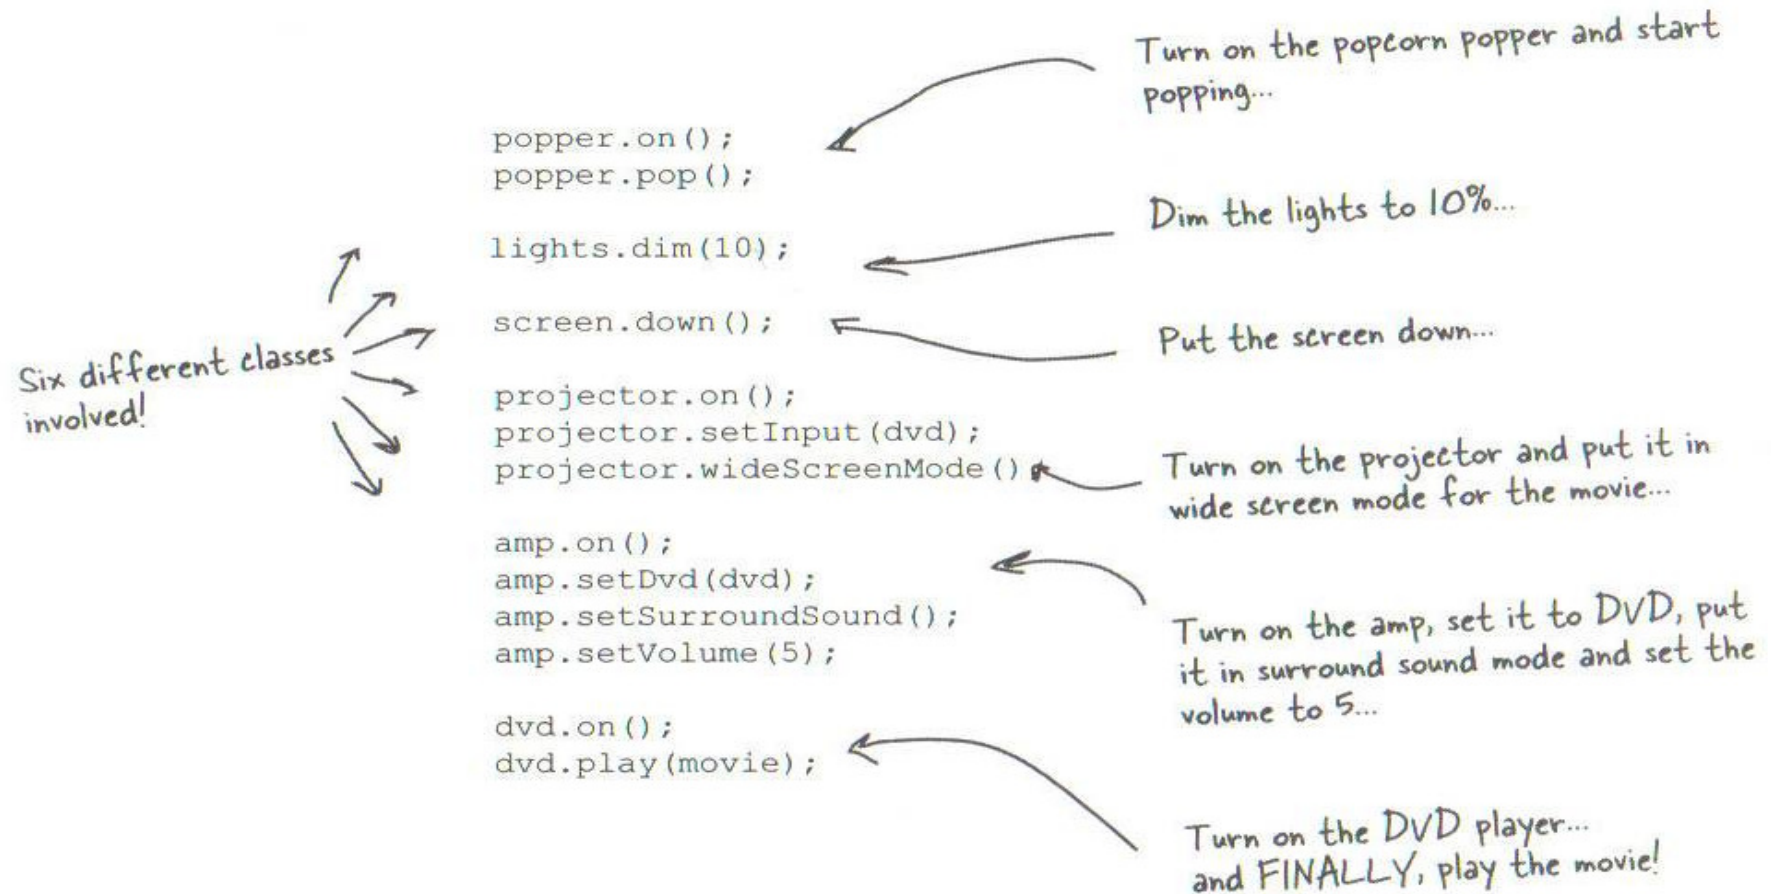 Turn on the popcorn popper and start
popping...
popper.on();
popper.pop();
Dim the lights to 10%...
lights.dim(10);
screen.down();
Put the screen down...
Six different classes
involved!
projector.on();
projector.setInput(dvd);
projector.wideScreenMode()
Turn on the projector and put it in
wide screen mode for the movie...
amp.on();
amp.setDvd(dvd);
amp.setSurroundSound();
amp.setVolume(5);
Turn on the amp, set it to DVD, put
it in surround sound mode and set the
volume to 5...
dvd.on();
dvd.play(movie);
Turn on the DVD player...
and FINALLY, play the movie!